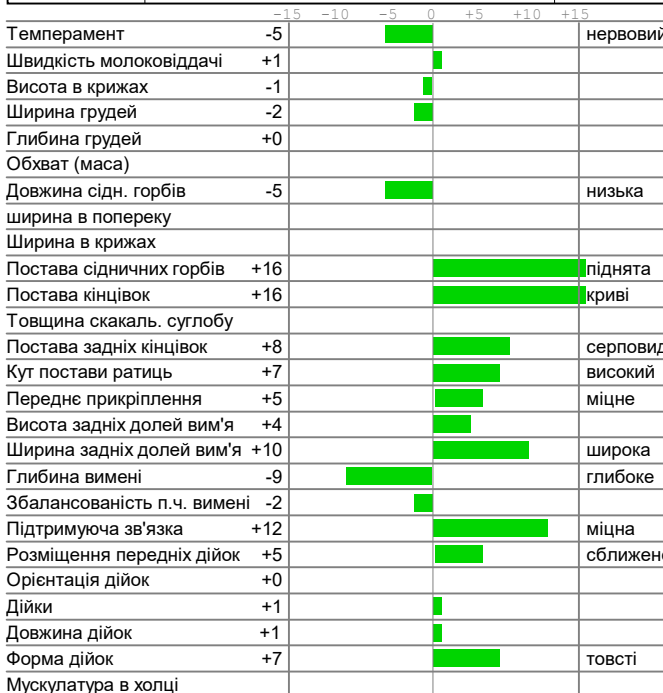 -15 -10 -5 0 +5 +10 +15
Темперамент -5 нервовий
Швидкість молоковіддачі +1
Висота в крижах -1
Ширина грудей -2
Глибина грудей +0
Обхват (маса)
Довжина сідн. горбів -5 низька
ширина в попереку
Ширина в крижах
Постава сідничних горбів +16 піднята
Постава кінцівок +16 криві
Товщина скакаль. суглобу
Постава задніх кінцівок +8 серповид
Кут постави ратиць +7 високий
Переднє прикріплення +5 міцне
Висота задніх долей вим'я +4
Ширина задніх долей вим'я +10 широка
Глибина вимені -9 глибоке
Збалансованість п.ч. вимені -2
Підтримуюча зв'язка +12 міцна
Розміщення передніх дійок +5 сближено
Орієнтація дійок +0
Дійки +1
Довжина дійок +1
Форма дійок +7 товсті
Мускулатура в холці